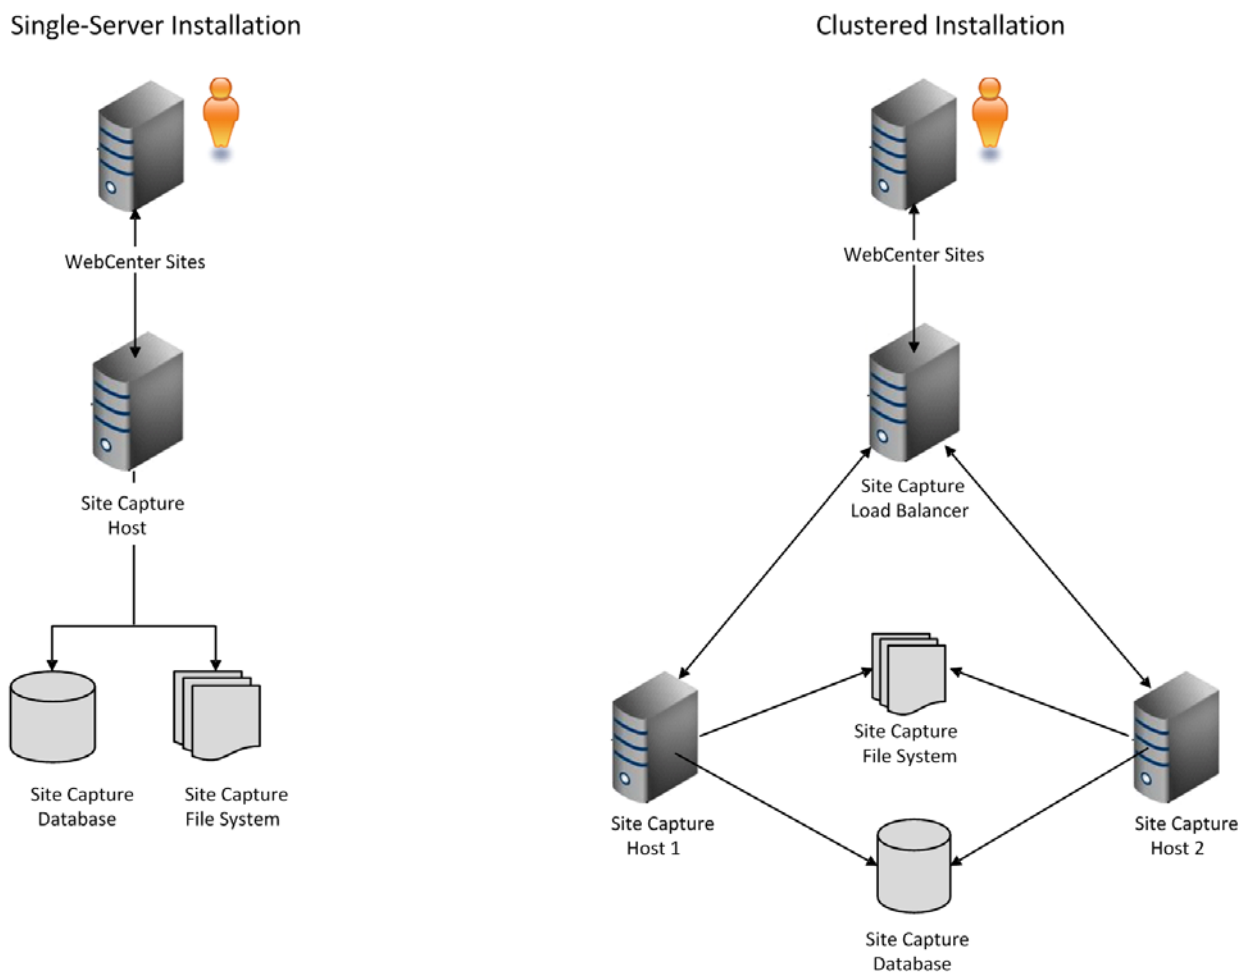 Single-Server Installation
WebCenter Sites
Site Capture
Host
Site Capture
Database
Site Capture
File System
Clustered Installation
WebCenter Sites
Site Capture
Load Balancer
Site Capture
File System
Site Capture
Host 1
Site Capture
Host 2
Site Capture
Database